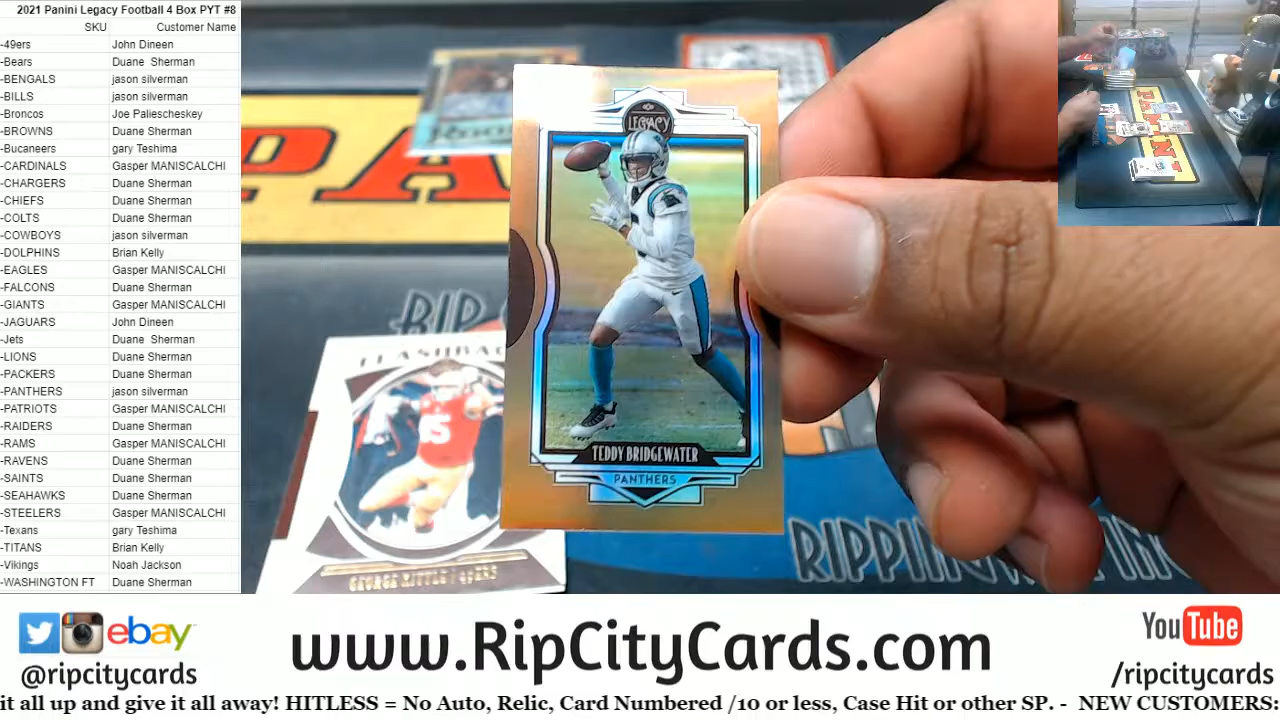 2021 Panini Legacy Football 4 Box PYT #8
SKU Customer Name
-49ers John Dineen
-Bears Duane Sherman
-BENGALS jason silverman
-BILLS jason silverman
-Broncos Joe Paliescheskey
-BROWNS Duane Sherman
-Bucaneers gary Teshima
-CARDINALS Gasper MANISCALCHI
-CHARGERS Duane Sherman
-CHIEFS Duane Sherman
-COLTS Duane Sherman
-COWBOYS jason silverman
-DOLPHINS Brian Kelly
-EAGLES Gasper MANISCALCHI
-FALCONS Duane Sherman
-GIANTS Gasper MANISCALCHI
-JAGUARS John Dineen
-Jets Duane Sherman
-LIONS Duane Sherman
-PACKERS Duane Sherman
-PANTHERS jason silverman
-PATRIOTS Gasper MANISCALCHI
-RAIDERS Duane Sherman
-RAMS Gasper MANISCALCHI
-RAVENS Duane Sherman
-SAINTS Duane Sherman
-SEAHAWKS Duane Sherman
-STEELERS Gasper MANISCALCHI
-Texans gary Teshima
-TITANS Brian Kelly
-Vikings Noah Jackson
-WASHINGTON FT Duane Sherman
LEGACY
TEDDY BRIDGEWATER
PANTHERS
PA
RIP
FLASHBAC
85
GEORGE KITTLE | 49ERS
RIPPING
PANINI
ebay
@ripcitycards
www.RipCityCards.com
YouTube
/ripcitycards
it all up and give it all away! HITLESS = No Auto, Relic, Card Numbered /10 or less, Case Hit or other SP. - NEW CUSTOMERS: